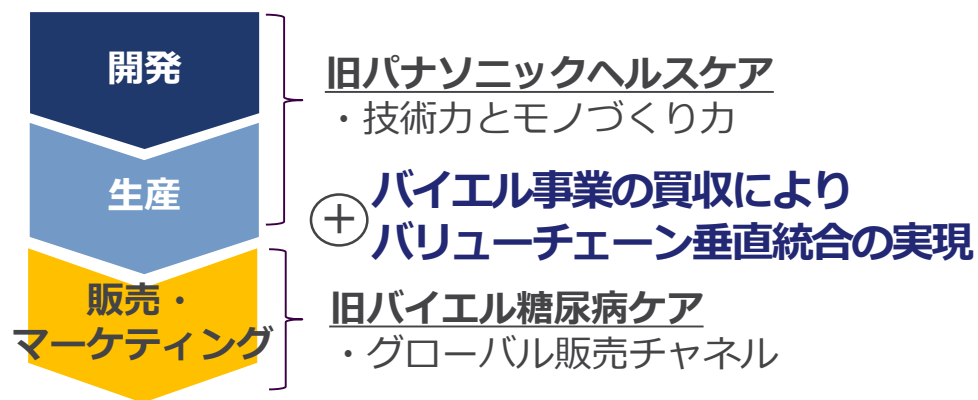 開発
旧パナソニックヘルスケア
・技術力とモノづくり力
生産
＋
バイエル事業の買収により
バリューチェーン垂直統合の実現
販売・
マーケティング
旧バイエル糖尿病ケア
・グローバル販売チャネル